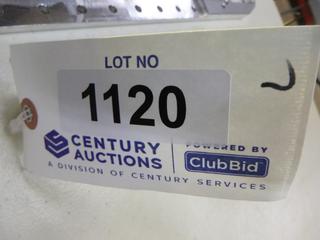 LOT NO
1120
CENTURY
AUCTIONS
A DIVISION OF CENTURY SERVICES
POWERED BY
ClubBid